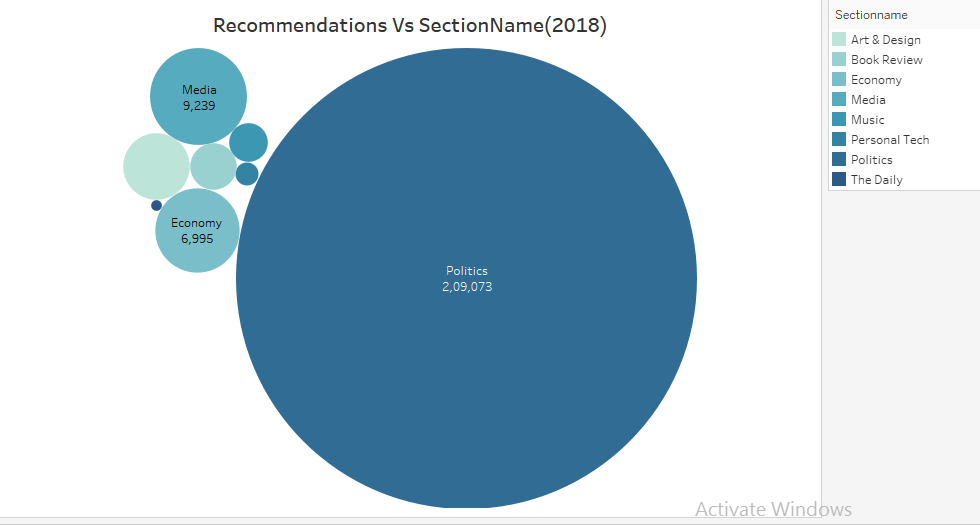 Recommendations Vs SectionName(2018)
Media
9,239
Economy
6,995
Politics
2,09,073
Sectionname
Art & Design
Book Review
Economy
Media
Music
Personal Tech
Politics
The Daily
Activate Windows